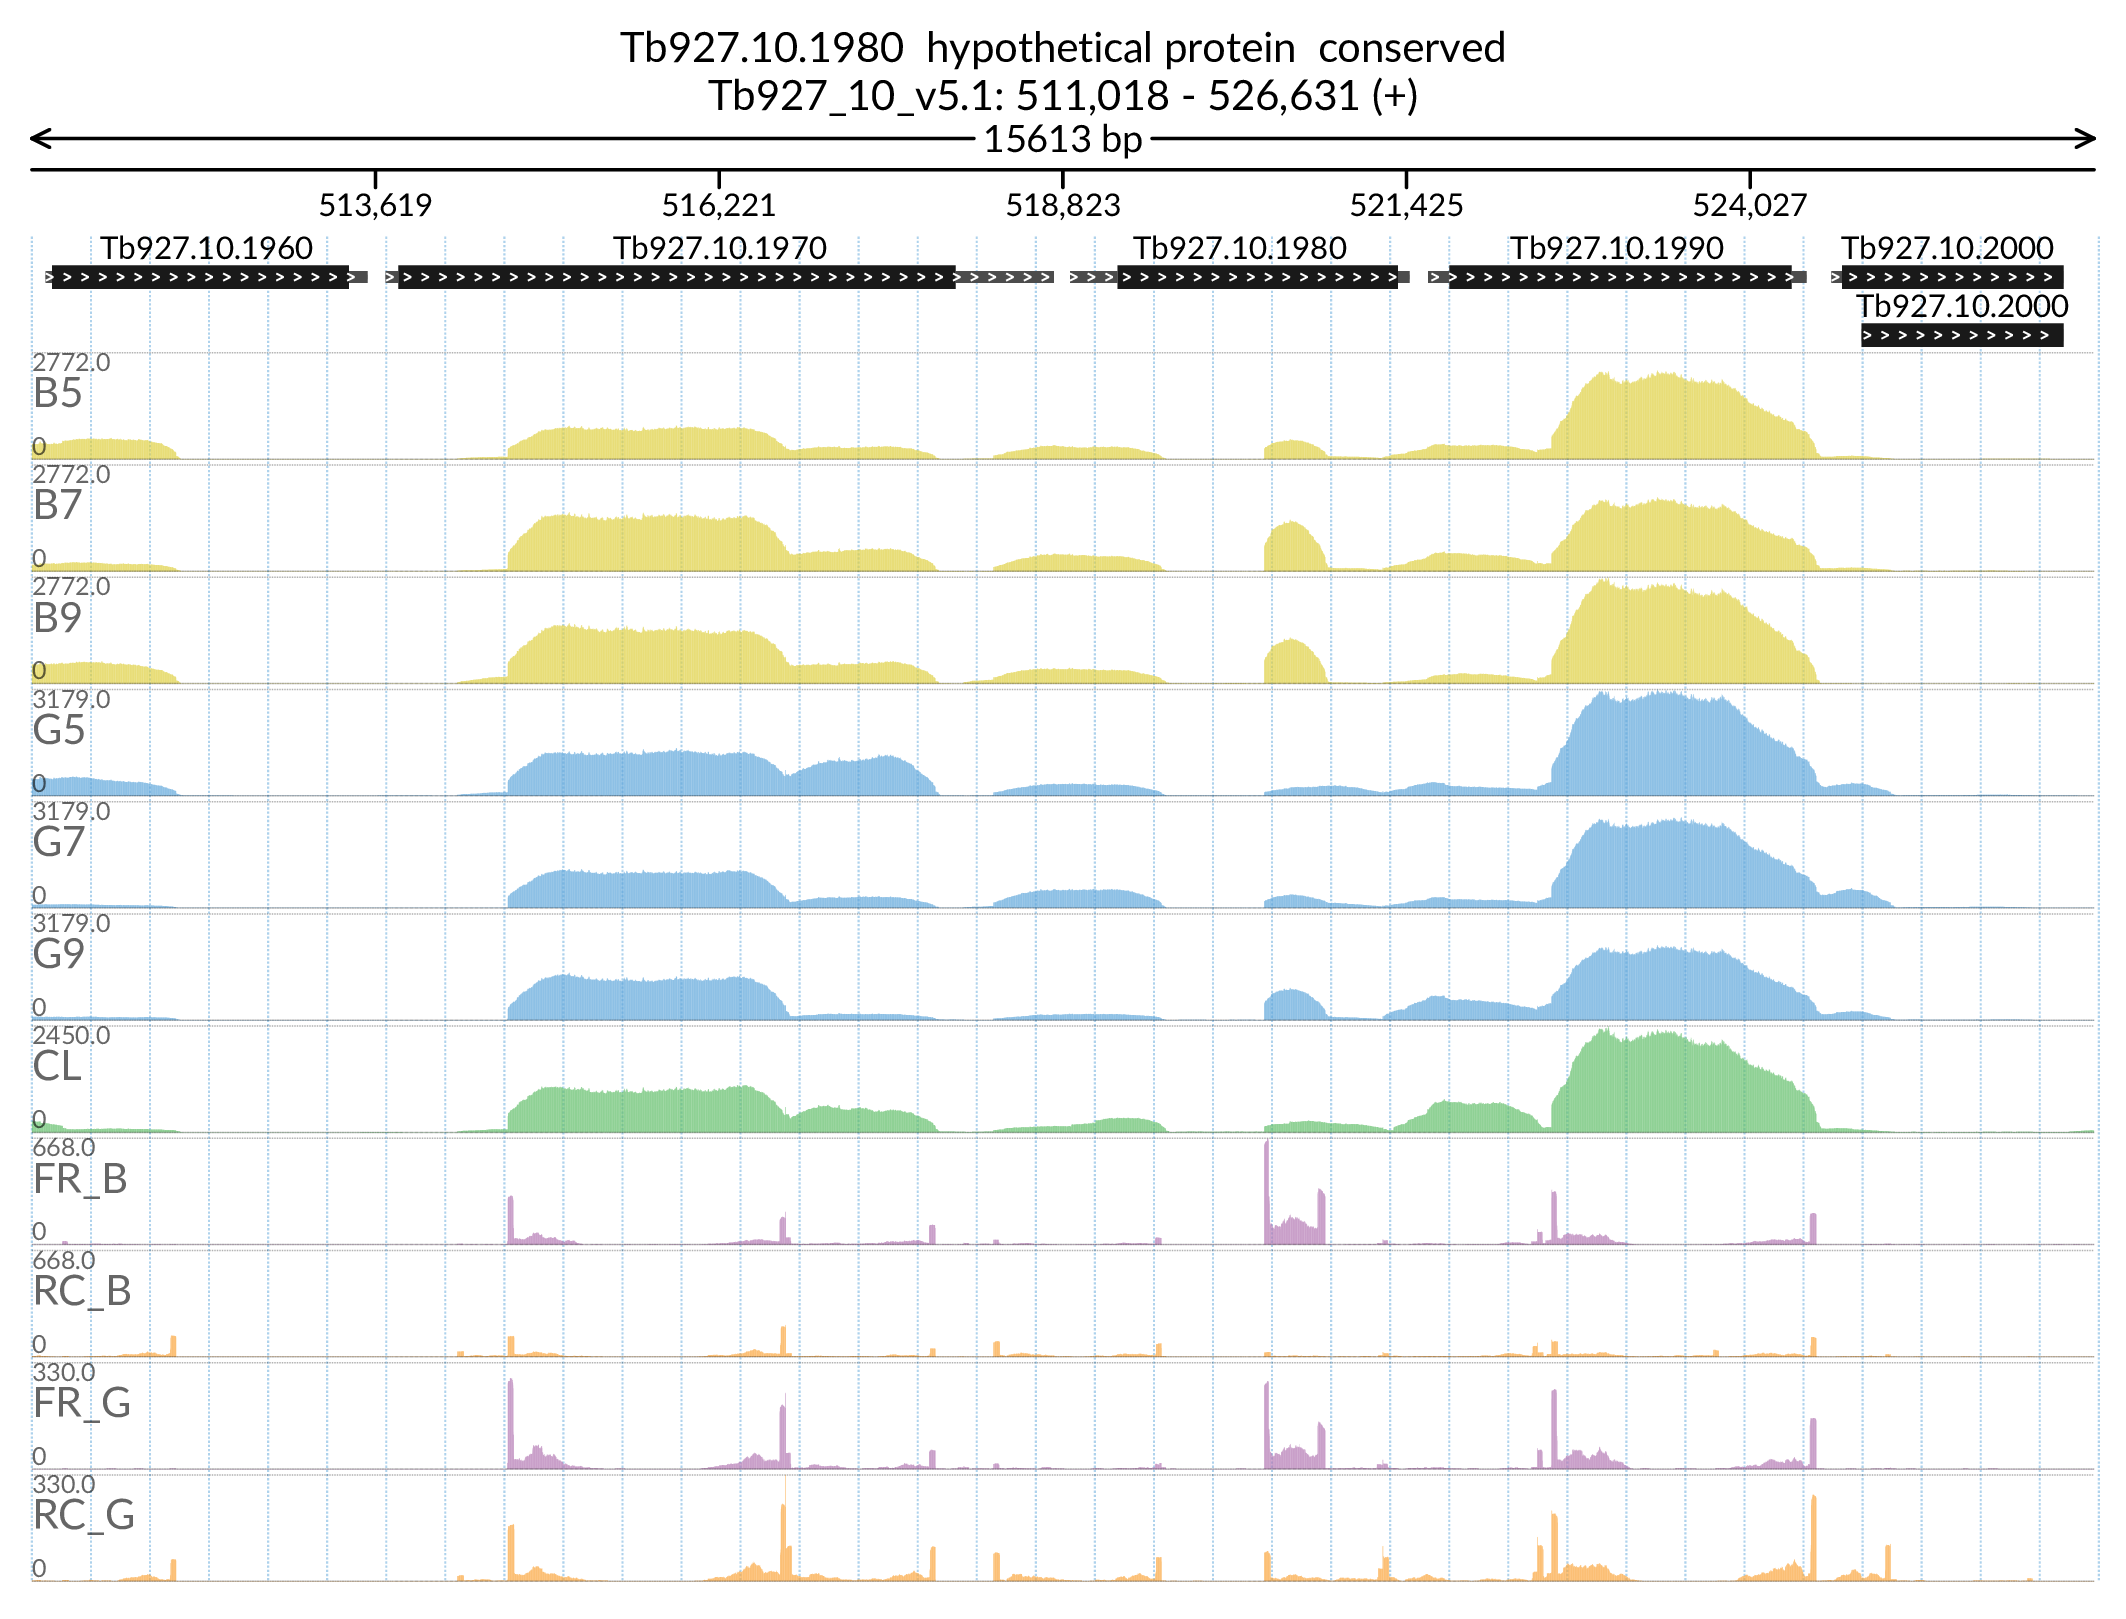 Tb927.10.1980  hypothetical protein  conserved
Tb927_10_v5.1: 511,018 - 526,631 (+)
15613 bp
513,619 516,221 518,823 521,425 524,027
Tb927.10.1960 Tb927.10.1970 Tb927.10.1980 Tb927.10.1990 Tb927.10.2000
Tb927.10.2000
2772.0
B5
0
2772.0
B7
0
2772.0
B9
0
3179.0
G5
0
3179.0
G7
0
3179.0
G9
0
2450.0
CL
0
668.0
FR_B
0
668.0
RC_B
0
330.0
FR_G
0
330.0
RC_G
0